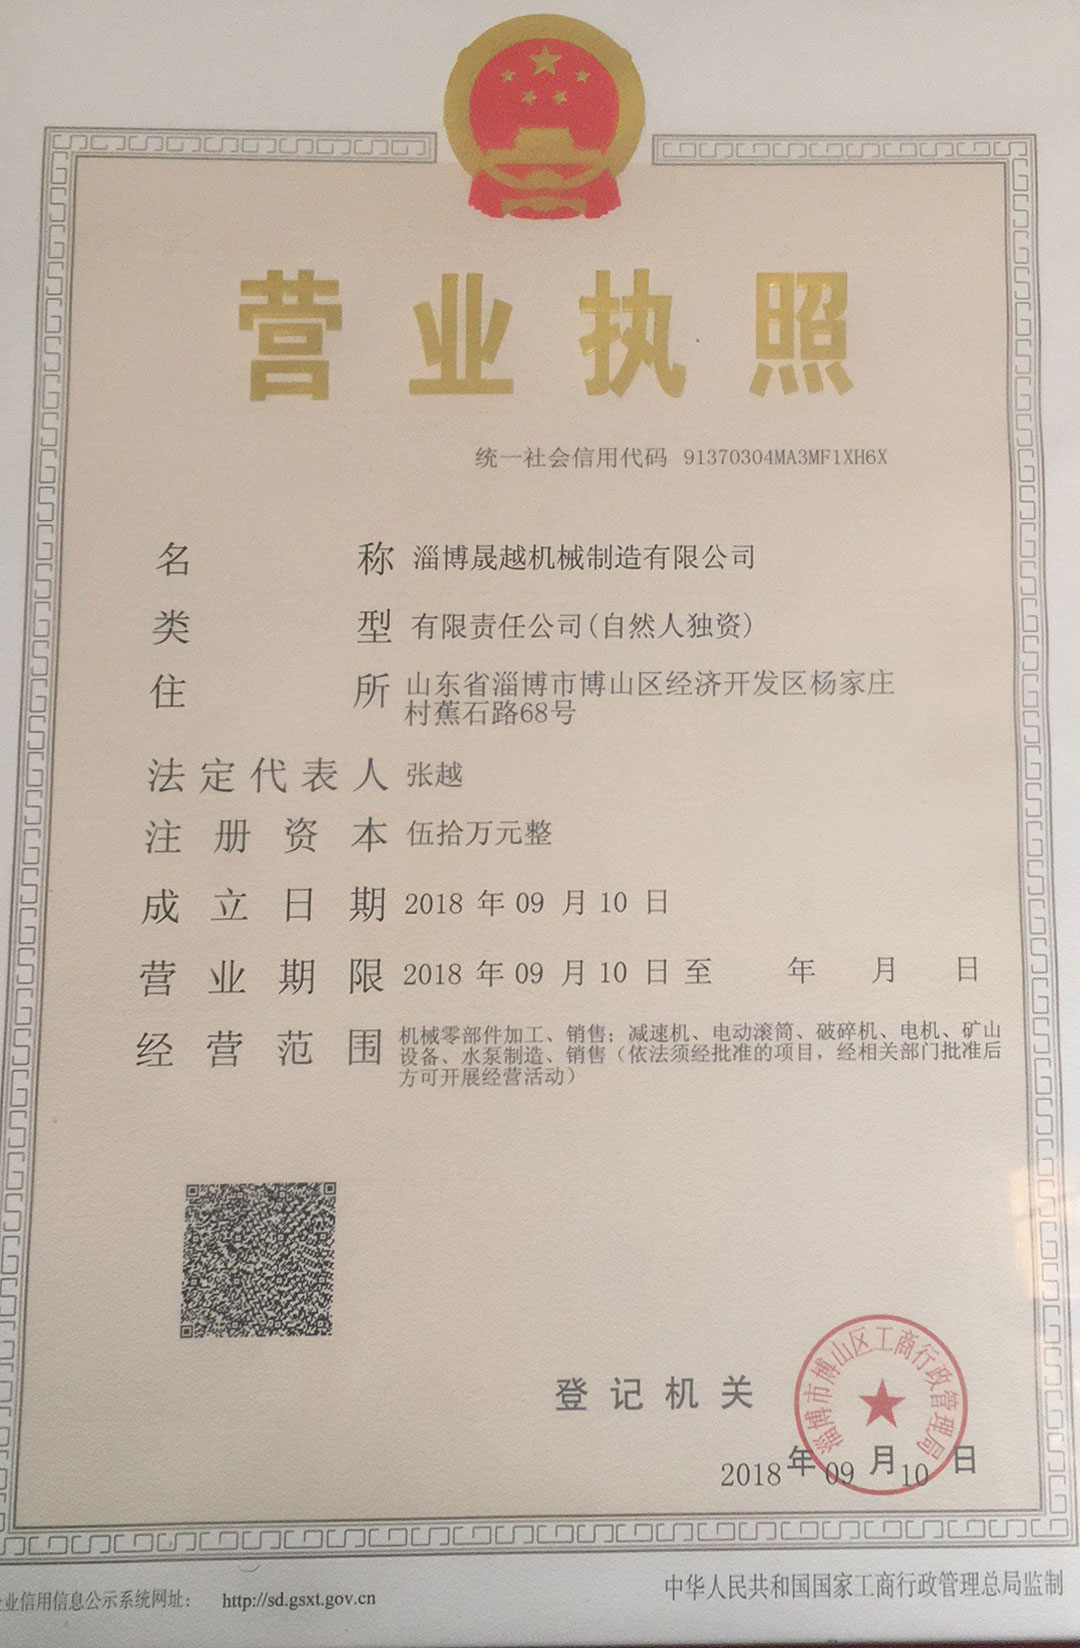 营业执照
统一社会信用代码 91370304MA3MF1XH6X
名称 淄博晟越机械制造有限公司
类型 有限责任公司(自然人独资)
住所 山东省淄博市博山区经济开发区杨家庄
村蕉石路68号
法定代表人 张越
注册资本 伍拾万元整
成立日期 2018 年 09 月 10 日
营业期限 2018 年 09 月 10 日 至 年 月 日
经营范围 机械零部件加工、销售；减速机、电动滚筒、破碎机、电机、矿山
设备、水泵制造、销售（依法须经批准的项目，经相关部门批准后
方可开展经营活动）
淄博市博山区工商行政管理局
登记机关
2018 年 09 月 10 日
业信用信息公示系统网址： http://sd.gsxt.gov.cn
中华人民共和国国家工商行政管理总局监制